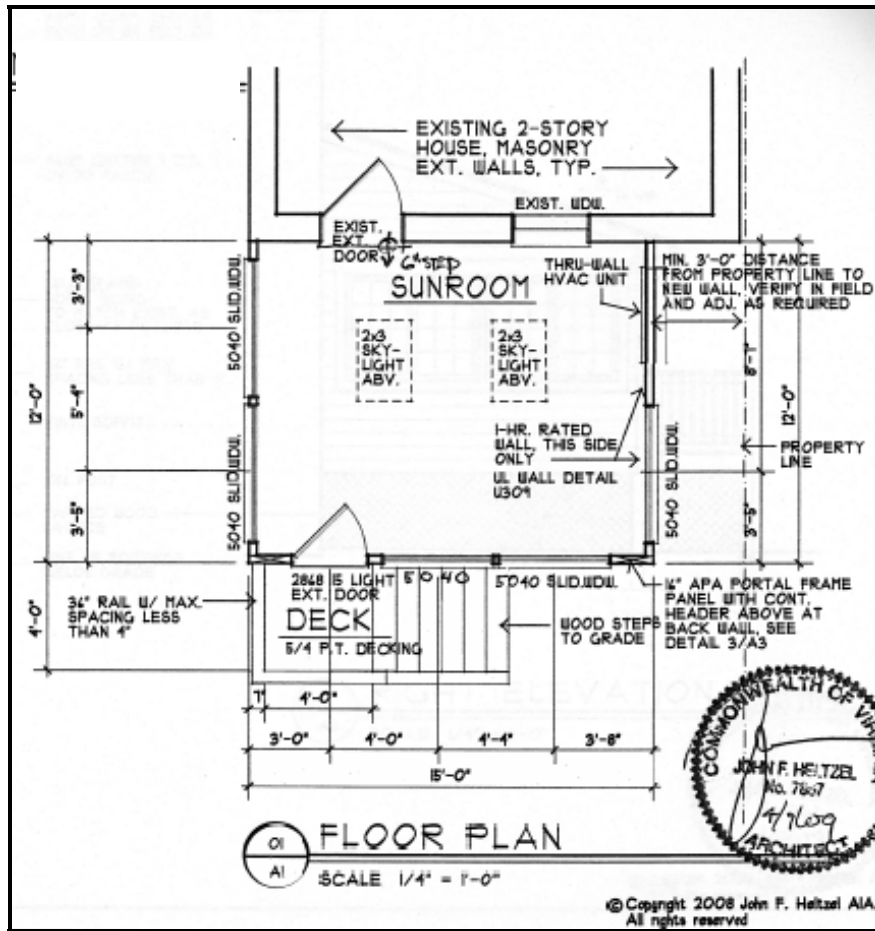 EXISTING 2-STORY
HOUSE, MASONRY
EXT. WALLS, TYP.
EXIST. WDW.
EXIST.
EXT.
DOOR
6" STEP
SUNROOM
THRU-WALL
HVAC UNIT
MIN. 3'-0" DISTANCE
FROM PROPERTY LINE TO
NEW WALL, VERIFY IN FIELD
AND ADJ. AS REQUIRED
2x3
SKY-
LIGHT
ABV.
2x3
SKY-
LIGHT
ABV.
5040 SLID.WDW.
5040 SLID.WDW.
3'-3"
5'-4"
3'-5"
12'-0"
4'-0"
1-HR. RATED
WALL, THIS SIDE
ONLY
UL WALL DETAIL
U309
5040 SLID.WDW.
8'-7"
3'-5"
12'-0"
PROPERTY
LINE
2868 15 LIGHT
EXT. DOOR
5040
5040 SLID.WDW.
DECK
5/4 P.T. DECKING
36" RAIL W/ MAX.
SPACING LESS
THAN 4"
WOOD STEPS
TO GRADE
16" APA PORTAL FRAME
PANEL WITH CONT.
HEADER ABOVE AT
BACK WALL, SEE
DETAIL 3/A3
7"
4'-0"
3'-0"
4'-0"
4'-4"
3'-8"
15'-0"
COMMONWEALTH OF
JOHN F. HELTZEL
No. 7867
ARCHITECT
01
A1
FLOOR PLAN
SCALE 1/4" = 1'-0"
© Copyright 2008 John F. Heltzel AIA.
All rights reserved